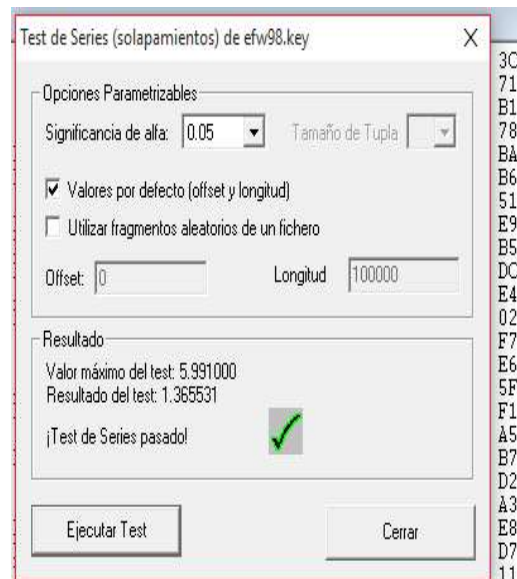 Test de Series (solapamientos) de efw98.key X
Opciones Parametrizables
Significancia de alfa: 0.05 Tamaño de Tupla
Valores por defecto (offset y longitud)
Utilizar fragmentos aleatorios de un fichero
Offset: 0 Longitud 100000
Resultado
Valor máximo del test: 5.991000
Resultado del test: 1.365531
¡Test de Series pasado!
Ejecutar Test Cerrar
3C
71
B1
78
BA
B6
51
E9
B5
DC
E4
02
F7
E6
5F
F1
A5
B7
D2
A3
E8
D7
11